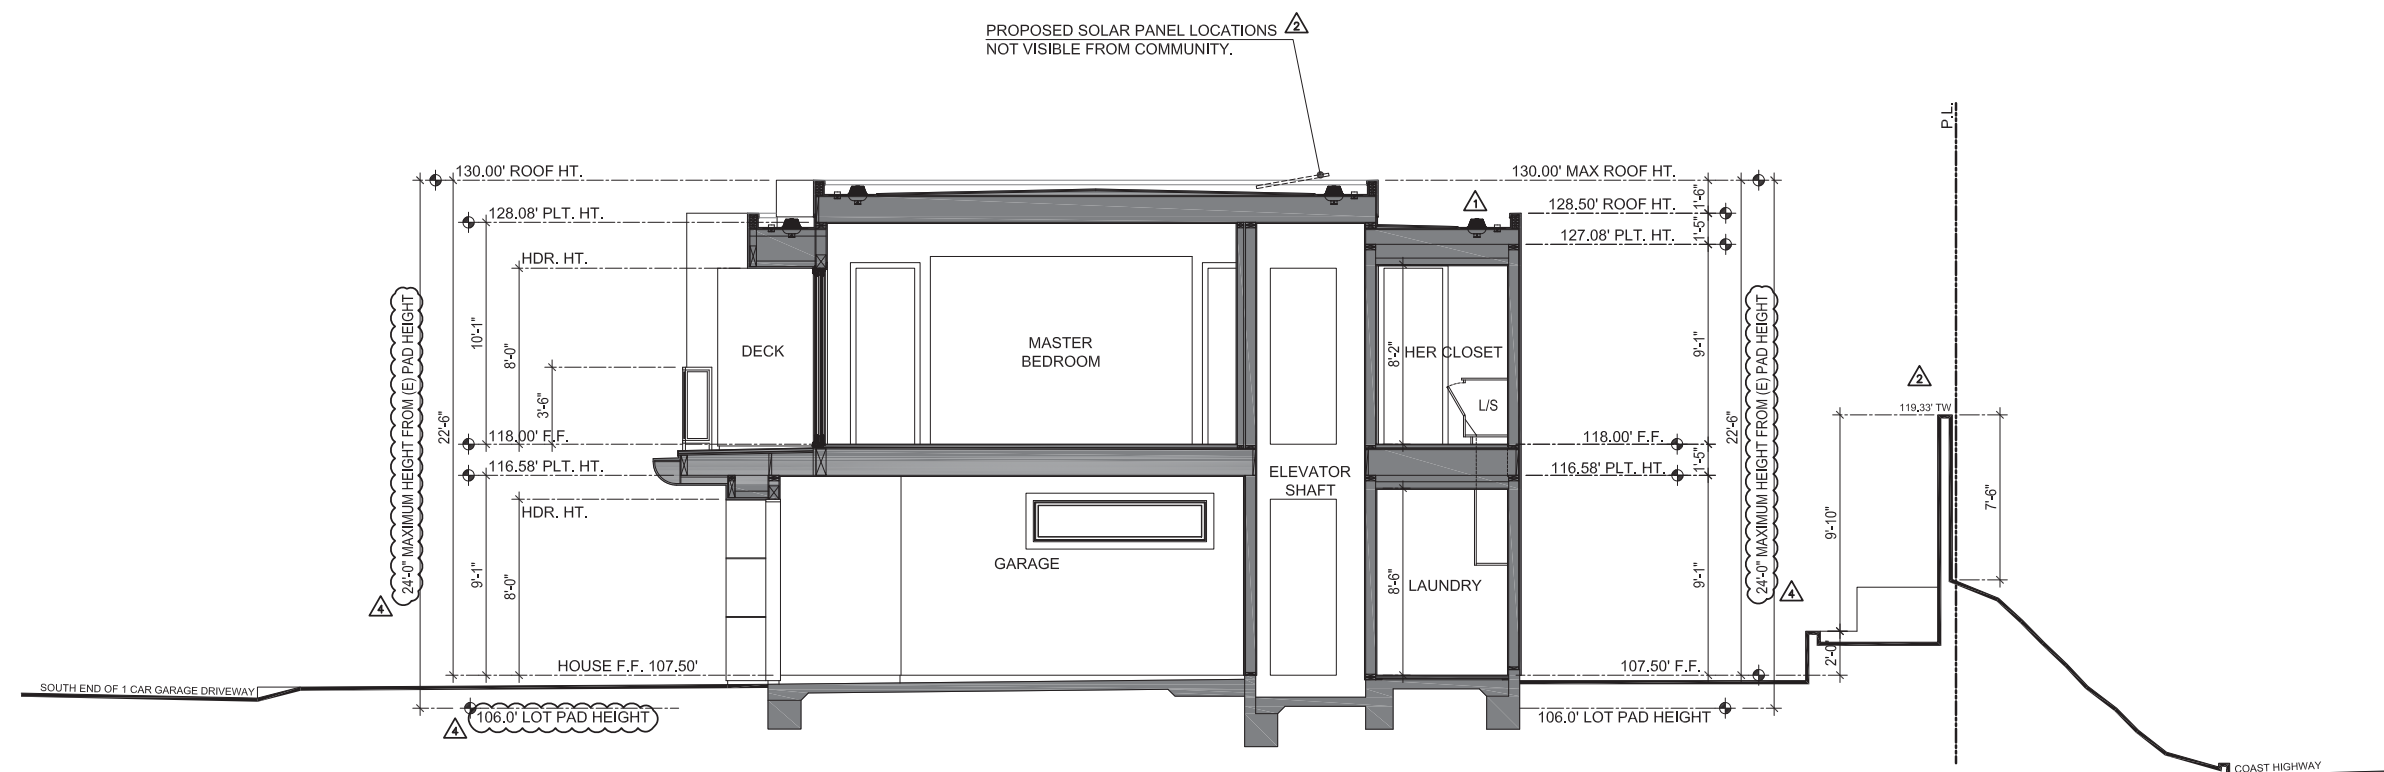 PROPOSED SOLAR PANEL LOCATIONS 2
NOT VISIBLE FROM COMMUNITY.
P.L.
130.00' ROOF HT.
130.00' MAX ROOF HT.
1'-6"
128.08' PLT. HT.
1
128.50' ROOF HT.
1'-5"
127.08' PLT. HT.
HDR. HT.
24'-0" MAXIMUM HEIGHT FROM (E) PAD HEIGHT
22'-6"
10'-1"
8'-0"
3'-6"
DECK
MASTER
BEDROOM
8'-2"
HER CLOSET
L/S
9'-1"
22'-6"
24'-0" MAXIMUM HEIGHT FROM (E) PAD HEIGHT
2
119.33' TW
118.00' F.F.
118.00' F.F.
1'-5"
116.58' PLT. HT.
116.58' PLT. HT.
ELEVATOR
SHAFT
HDR. HT.
9'-1"
8'-0"
GARAGE
8'-6"
LAUNDRY
9'-1"
9'-10"
7'-6"
4
4
2'-0"
HOUSE F.F. 107.50'
107.50' F.F.
SOUTH END OF 1 CAR GARAGE DRIVEWAY
4
106.0' LOT PAD HEIGHT
106.0' LOT PAD HEIGHT
COAST HIGHWAY